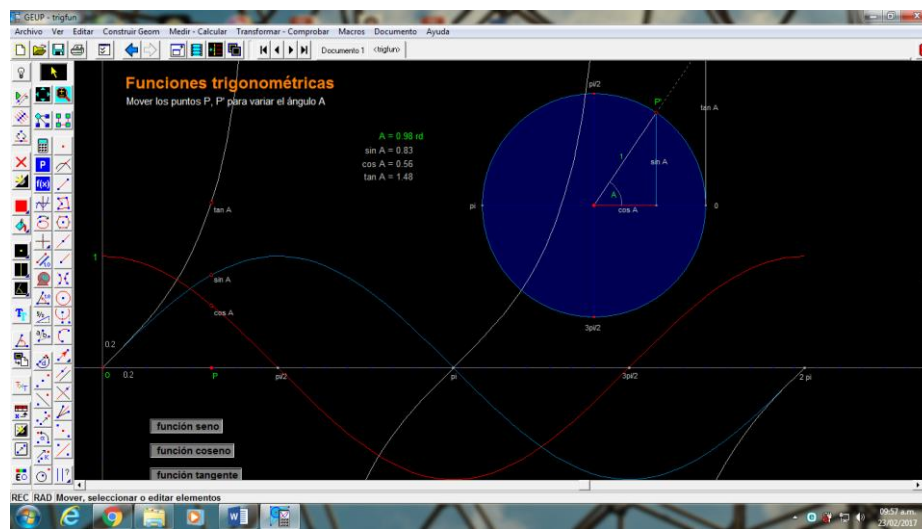 GEUP - trigfun
Archivo Ver Editar Construir Geom Medir - Calcular Transformar - Comprobar Macros Documento Ayuda
Documento 1 <trigfun>
Funciones trigonométricas
Mover los puntos P, P' para variar el ángulo A
A = 0.98 rd
sin A = 0.83
cos A = 0.56
tan A = 1.48
pi/2
P'
tan A
1
sin A
A
pi
cos A
0
3pi/2
tan A
1
sin A
cos A
0.2
0
0.2
P
pi/2
pi
3pi/2
2 pi
función seno
función coseno
función tangente
REC RAD Mover, seleccionar o editar elementos
09:57 a.m.
23/02/2017